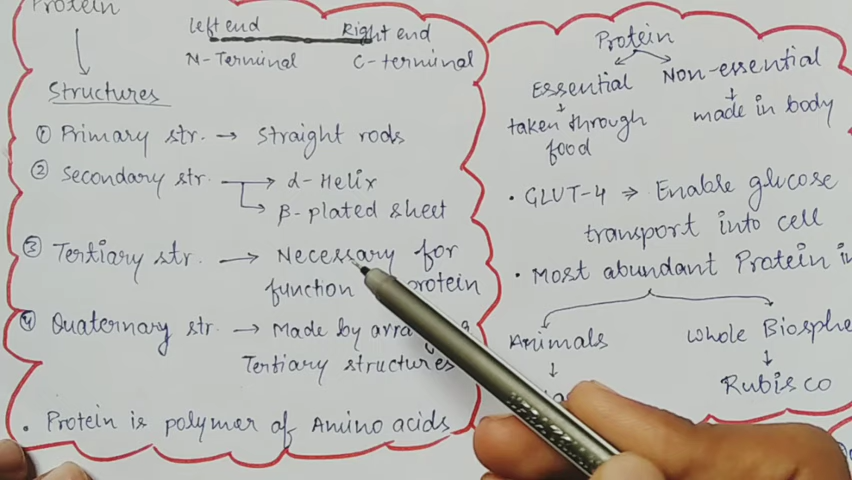 Protein
Left end Right end
N-Terminal C-terminal
Structures
① Primary str. → Straight rods
② Secondary str. → α-Helix
→ β-plated sheet
③ Tertiary str. → Necessary for
function protein
④ Quaternary str. → Made by
Tertiary structures
• Protein is polymer of Amino acids
Protein
Essential Non-essential
taken through made in body
food
• GLUT-4 ⇒ Enable glucose
transport into cell
• Most abundant Protein in
Animals Whole
↓ ↓
Rubisco